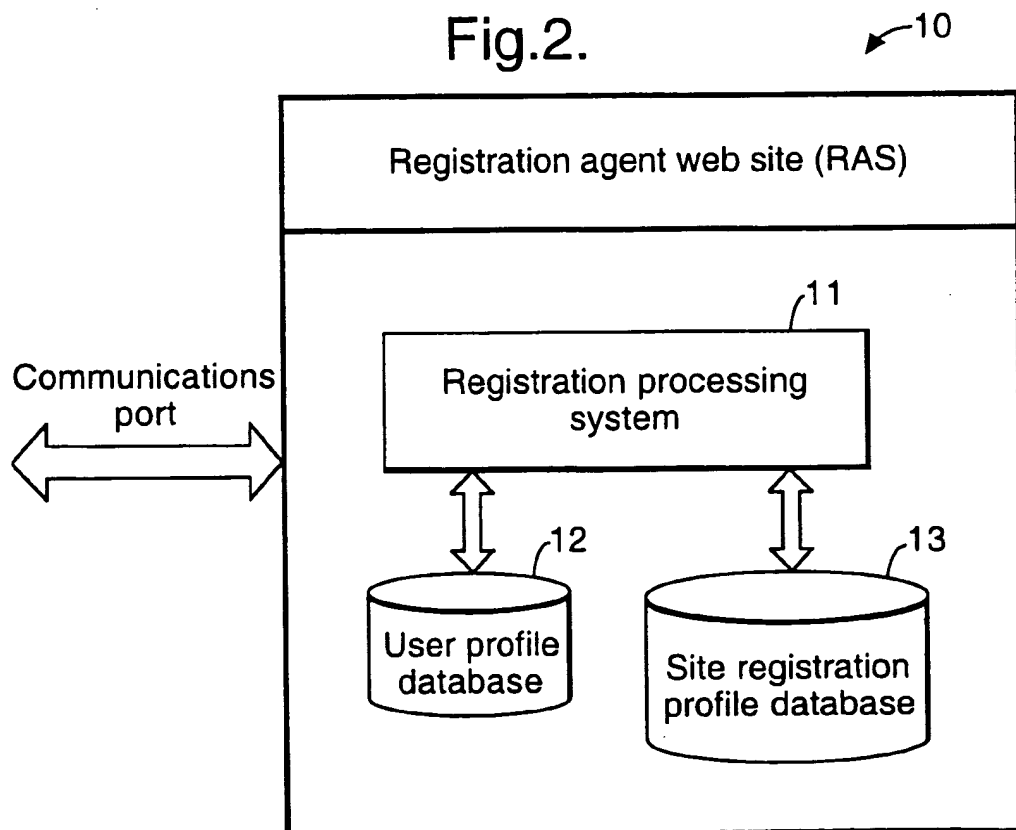 Fig.2.
10
Registration agent web site (RAS)
11
Registration processing
system
Communications
port
12
User profile
database
13
Site registration
profile database